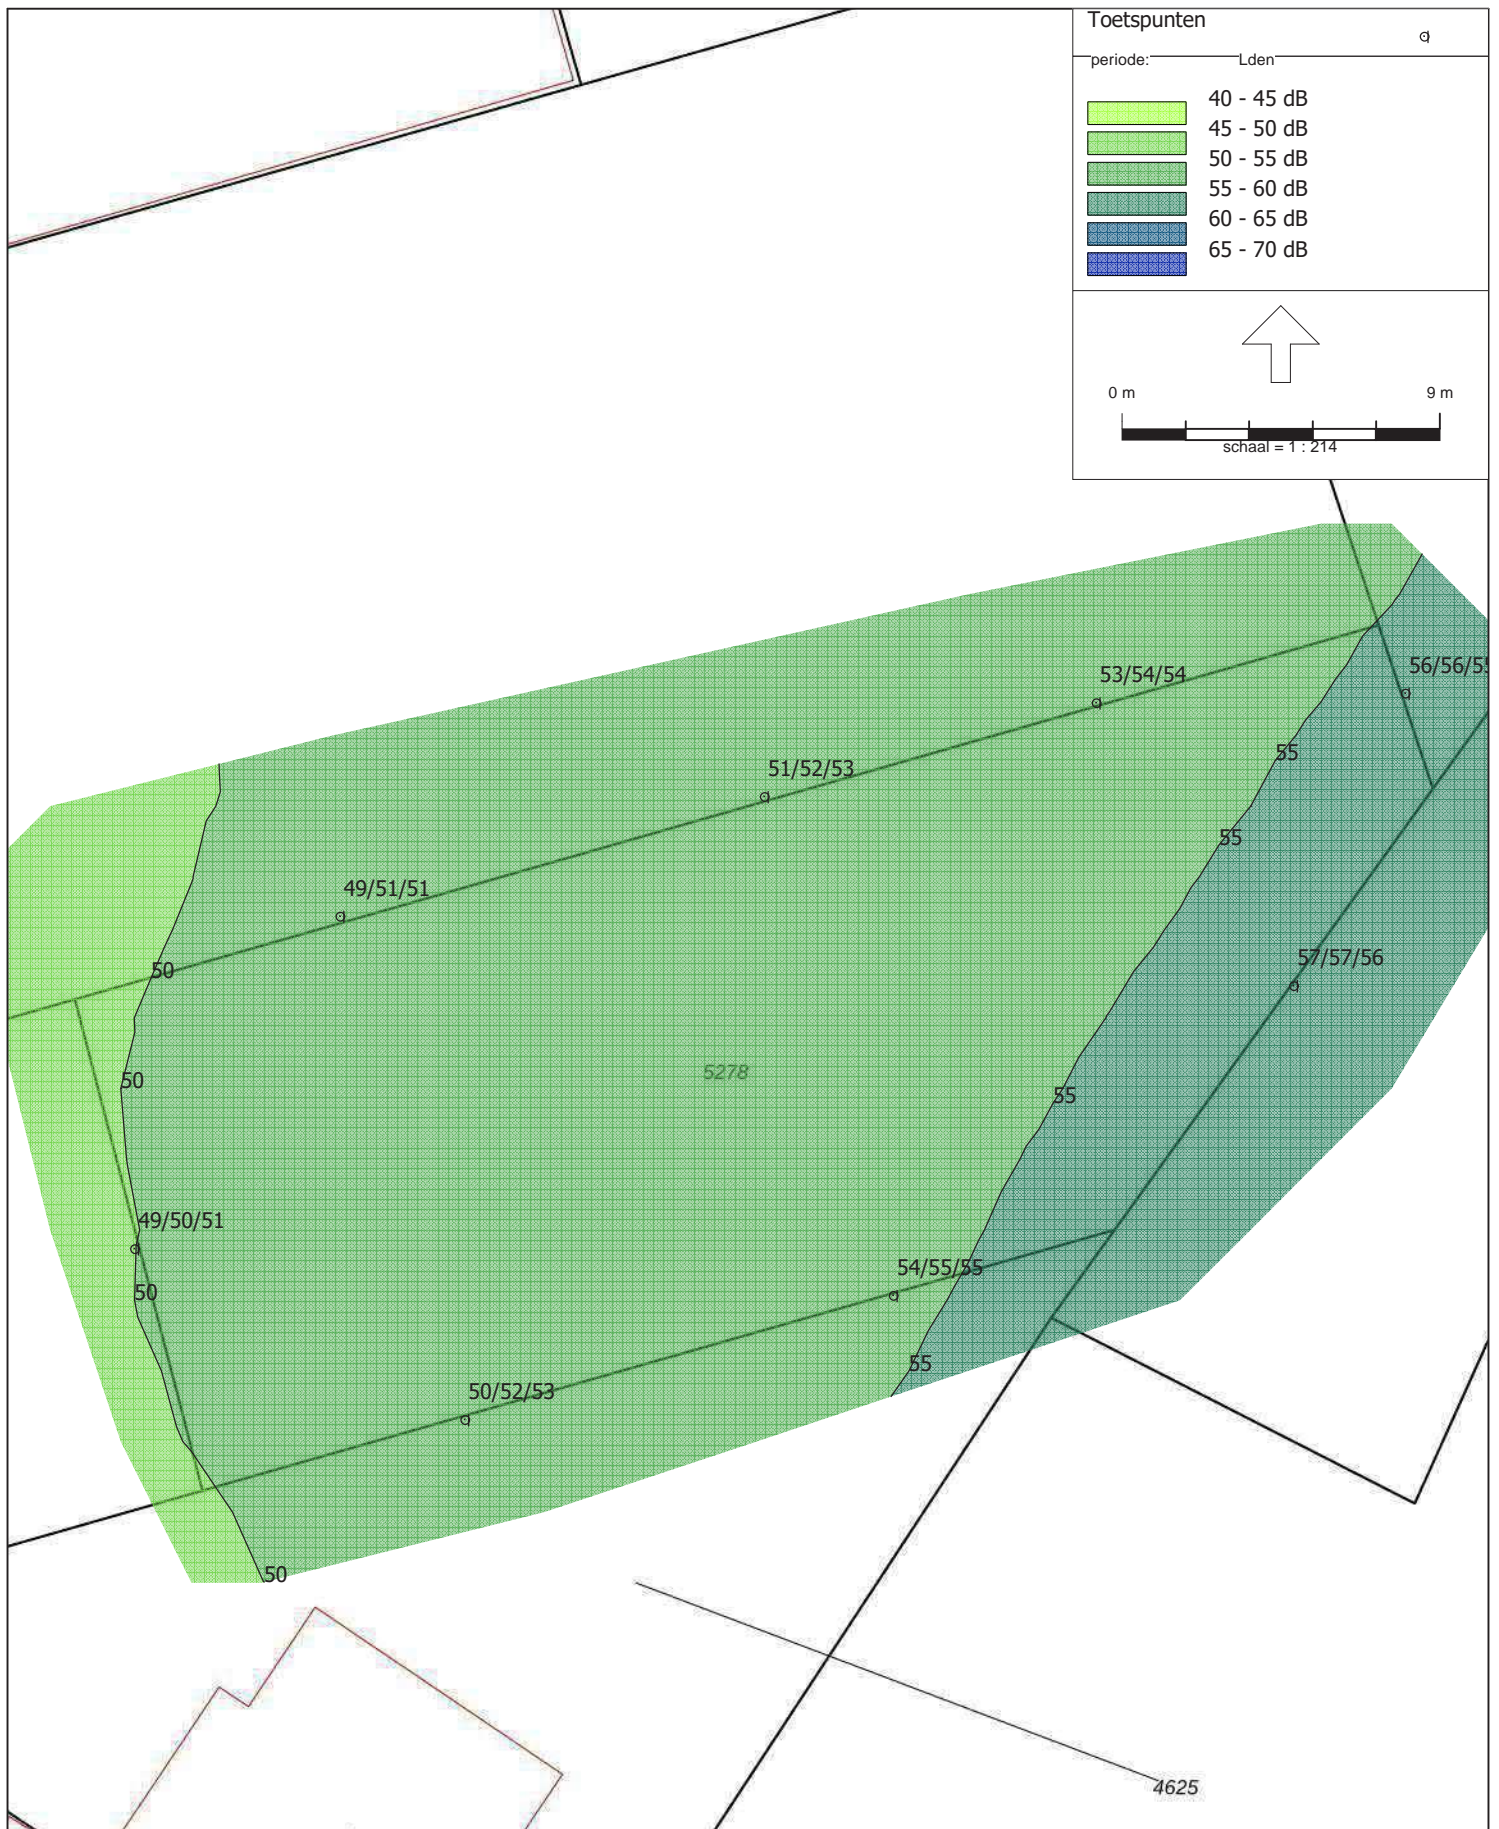 Toetspunten
periode: Lden
40 - 45 dB
45 - 50 dB
50 - 55 dB
55 - 60 dB
60 - 65 dB
65 - 70 dB
0 m 9 m
schaal = 1 : 214
53/54/54
56/56/55
55
51/52/53
55
49/51/51
50
57/57/56
5278
50
55
49/50/51
54/55/55
50
55
50/52/53
50
4625